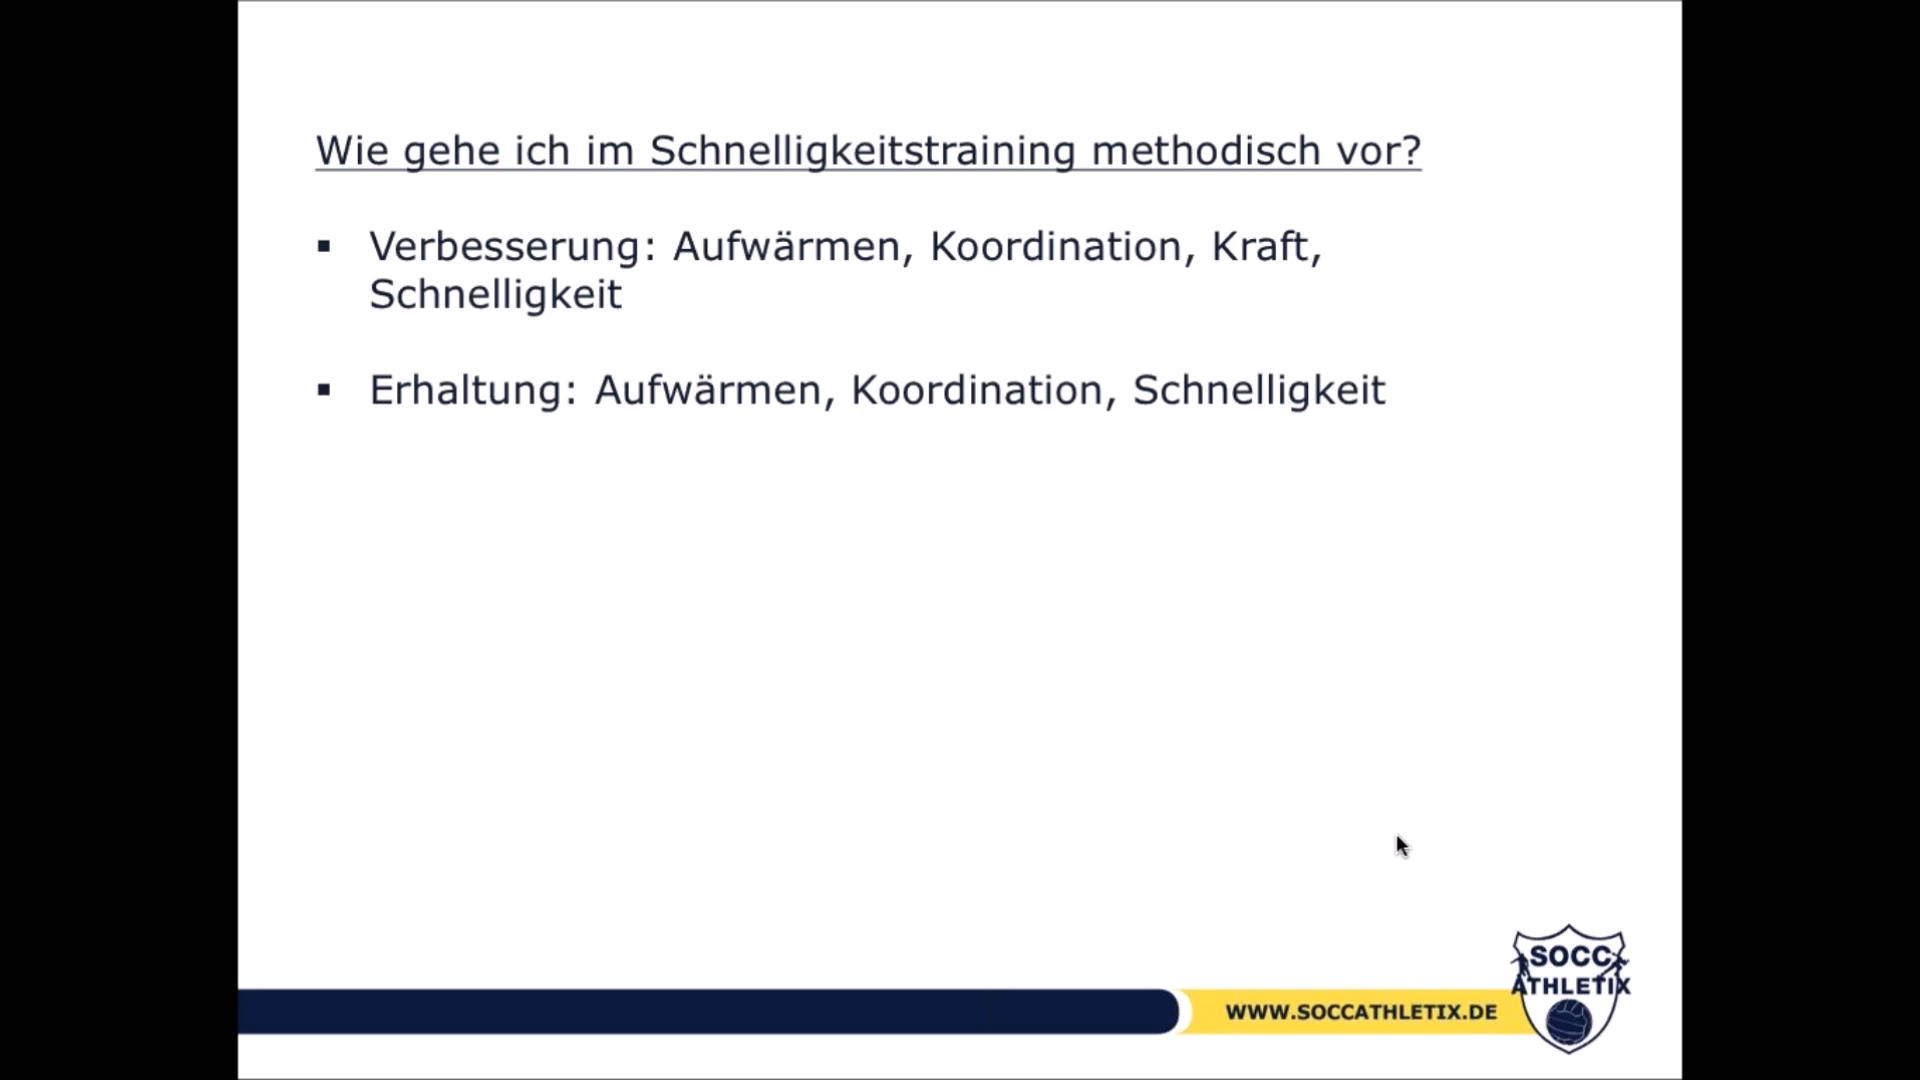 Wie gehe ich im Schnelligkeitstraining methodisch vor?
▪ Verbesserung: Aufwärmen, Koordination, Kraft,
Schnelligkeit
▪ Erhaltung: Aufwärmen, Koordination, Schnelligkeit
SOCC
ATHLETIX
WWW.SOCCATHLETIX.DE